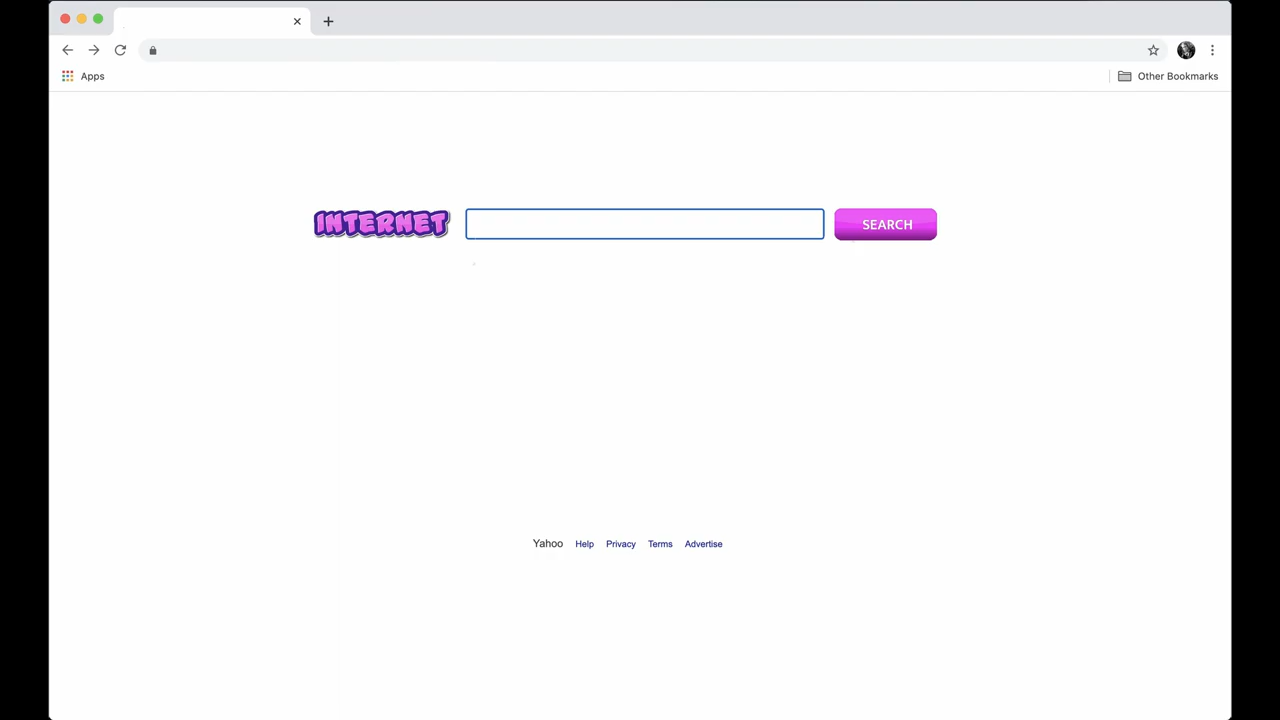 Apps
Other Bookmarks
INTERNET
SEARCH
Yahoo Help Privacy Terms Advertise